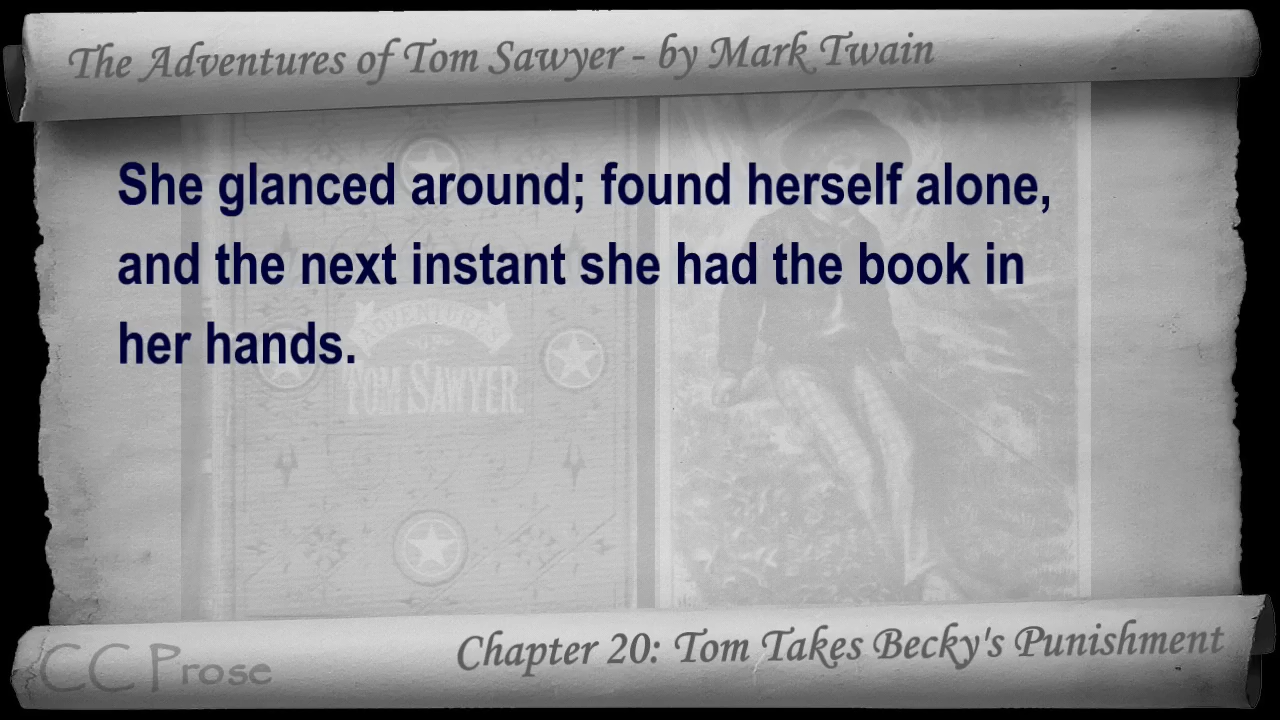 The Adventures of Tom Sawyer - by Mark Twain
She glanced around; found herself alone,
and the next instant she had the book in
her hands.
ADVENTURES
OF
TOM SAWYER.
Chapter 20: Tom Takes Becky's Punishment
CC Prose